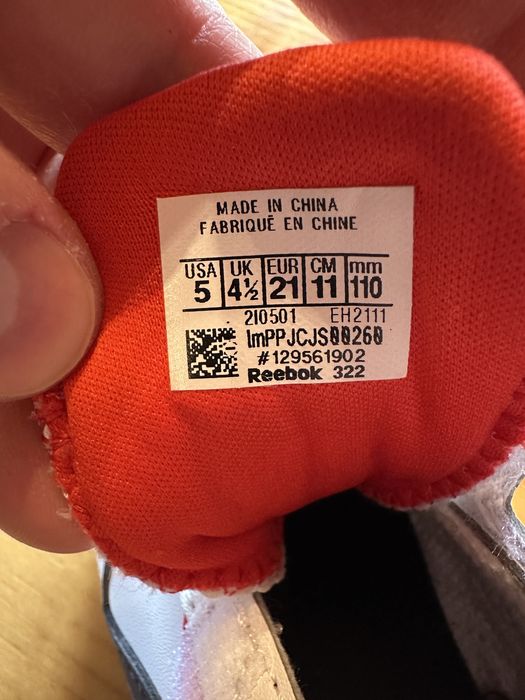 MADE IN CHINA
FABRIQUÉ EN CHINE
USA UK EUR CM mm
5 4½ 21 11 110
210501 EH2111
lmPPJCJS00260
#129561902
Reebok 322